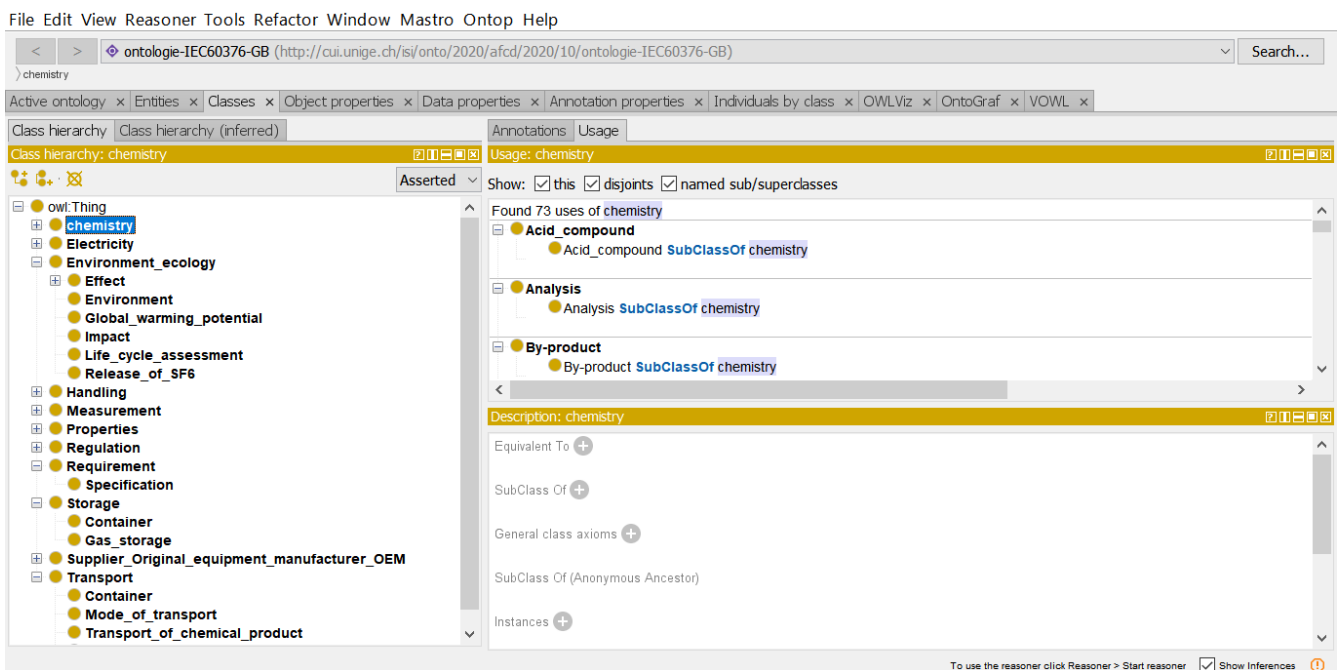 File Edit View Reasoner Tools Refactor Window Mastro Ontop Help
< > ontologie-IEC60376-GB (http://cui.unige.ch/isi/onto/2020/afcd/2020/10/ontologie-IEC60376-GB) Search...
chemistry
Active ontology × Entities × Classes × Object properties × Data properties × Annotation properties × Individuals by class × OWLViz × OntoGraf × VOWL ×
Class hierarchy Class hierarchy (inferred)
Class hierarchy: chemistry
Asserted
owl:Thing
chemistry
Electricity
Environment_ecology
Effect
Environment
Global_warming_potential
Impact
Life_cycle_assessment
Release_of_SF6
Handling
Measurement
Properties
Regulation
Requirement
Specification
Storage
Container
Gas_storage
Supplier_Original_equipment_manufacturer_OEM
Transport
Container
Mode_of_transport
Transport_of_chemical_product
Annotations Usage
Usage: chemistry
Show: this disjoints named sub/superclasses
Found 73 uses of chemistry
Acid_compound
Acid_compound SubClassOf chemistry
Analysis
Analysis SubClassOf chemistry
By-product
By-product SubClassOf chemistry
Description: chemistry
Equivalent To
SubClass Of
General class axioms
SubClass Of (Anonymous Ancestor)
Instances
To use the reasoner click Reasoner > Start reasoner Show Inferences